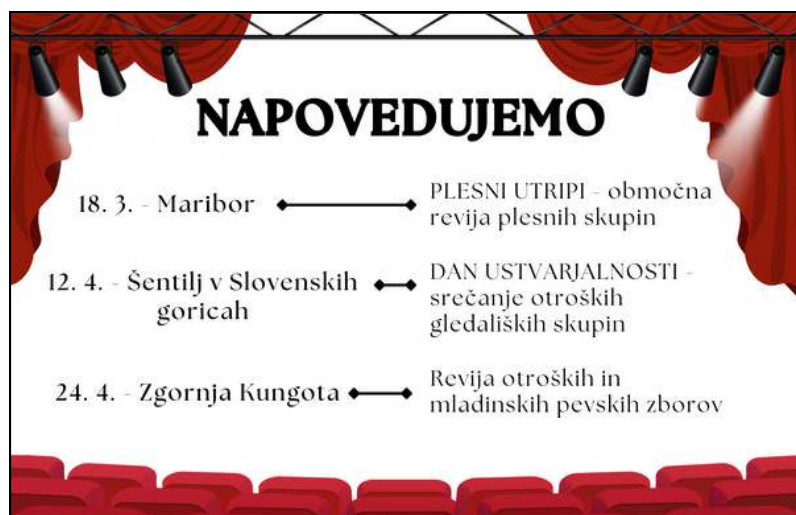 NAPOVEDUJEMO
18. 3. - Maribor
PLESNI UTRIPI - območna
revija plesnih skupin
12. 4. - Šentilj v Slovenskih
goricah
DAN USTVARJALNOSTI -
srečanje otroških
gledaliških skupin
24. 4. - Zgornja Kungota
Revija otroških in
mladinskih pevskih zborov